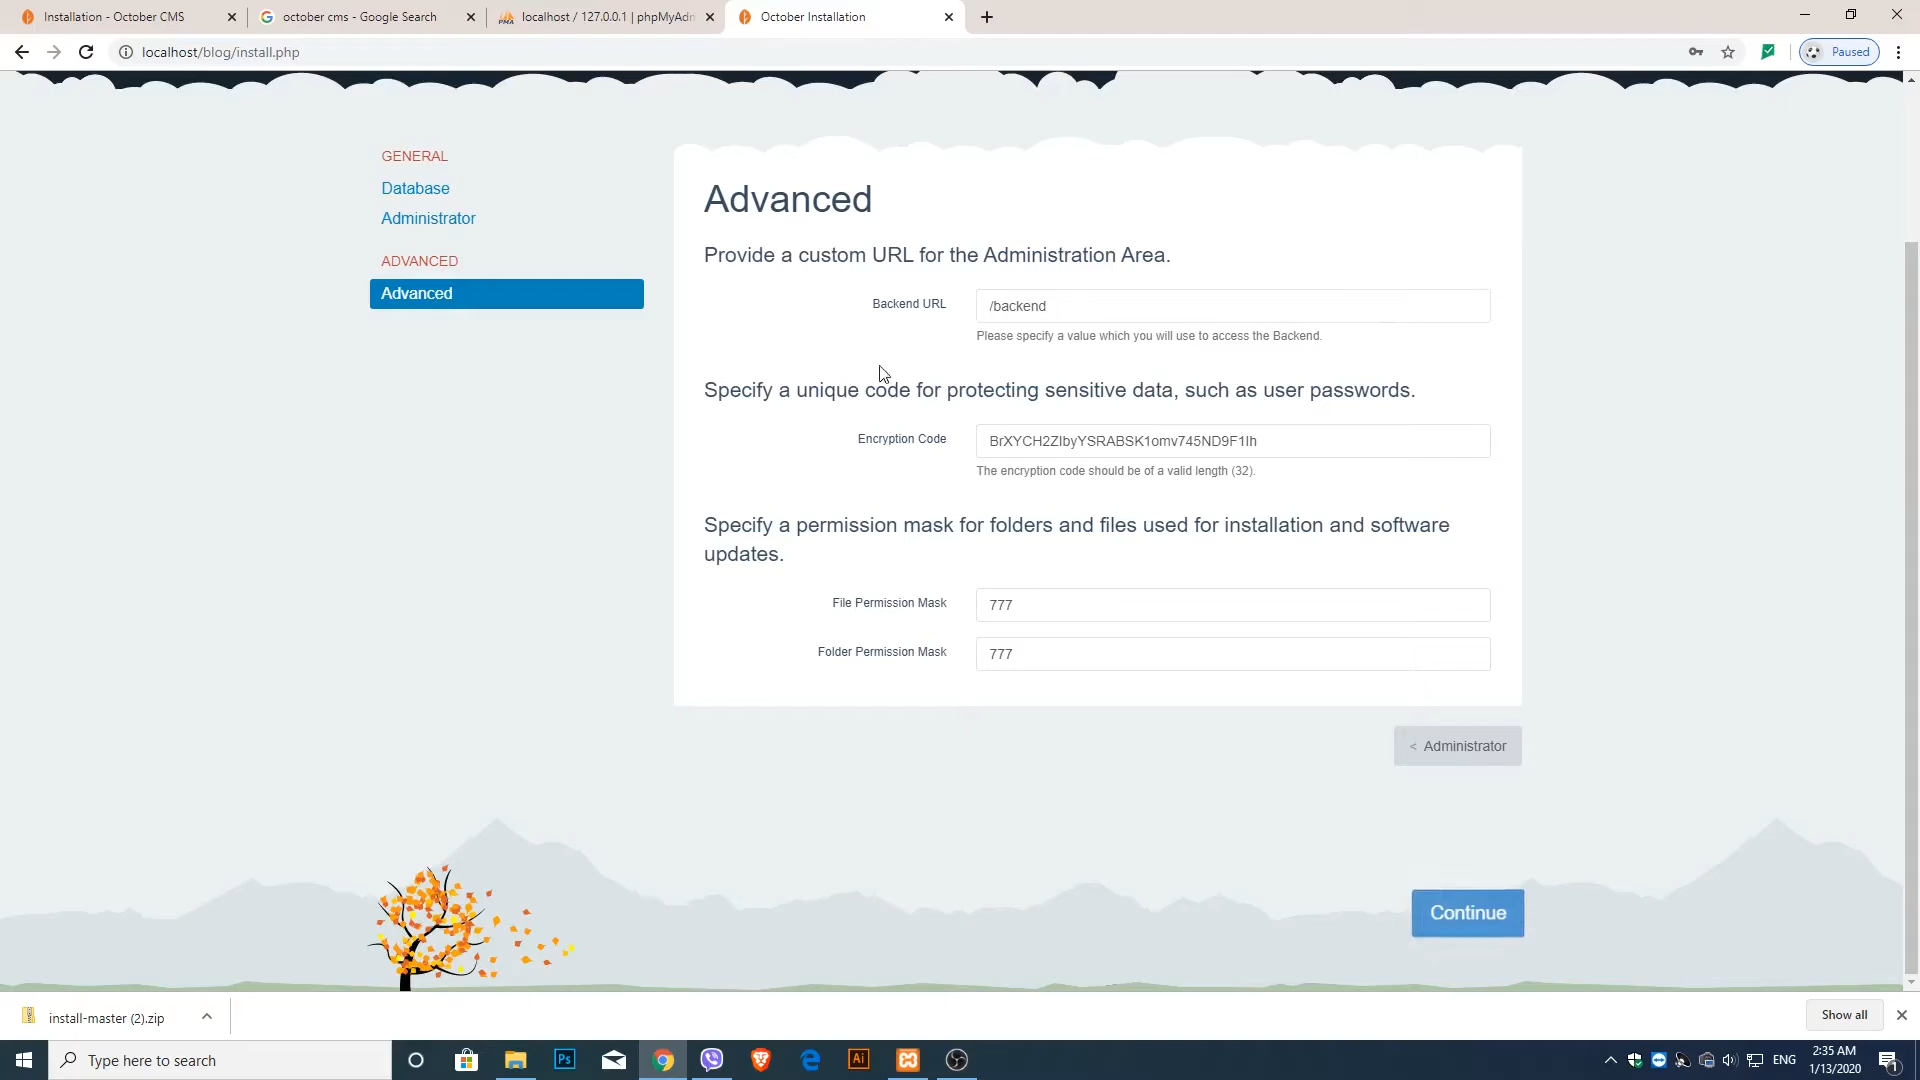 Installation - October CMS
october cms - Google Search
localhost / 127.0.0.1 | phpMyAdm
October Installation
localhost/blog/install.php
Paused
GENERAL
Database
Administrator
ADVANCED
Advanced
Advanced
Provide a custom URL for the Administration Area.
Backend URL
/backend
Please specify a value which you will use to access the Backend.
Specify a unique code for protecting sensitive data, such as user passwords.
Encryption Code
BrXYCH2ZIbyYSRABSK1omv745ND9F1Ih
The encryption code should be of a valid length (32).
Specify a permission mask for folders and files used for installation and software
updates.
File Permission Mask
777
Folder Permission Mask
777
< Administrator
Continue
install-master (2).zip
Show all
Type here to search
Ps
Ai
ENG
2:35 AM
1/13/2020
1